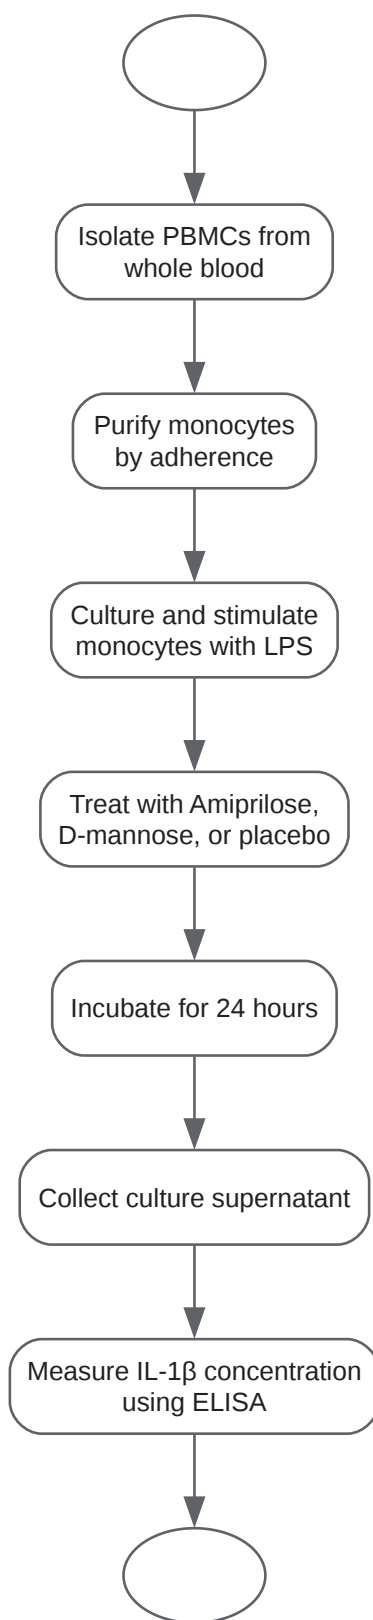 Isolate PBMCs from
whole blood
Purify monocytes
by adherence
Culture and stimulate
monocytes with LPS
Treat with Amiprilose,
D-mannose, or placebo
Incubate for 24 hours
Collect culture supernatant
Measure IL-1β concentration
using ELISA